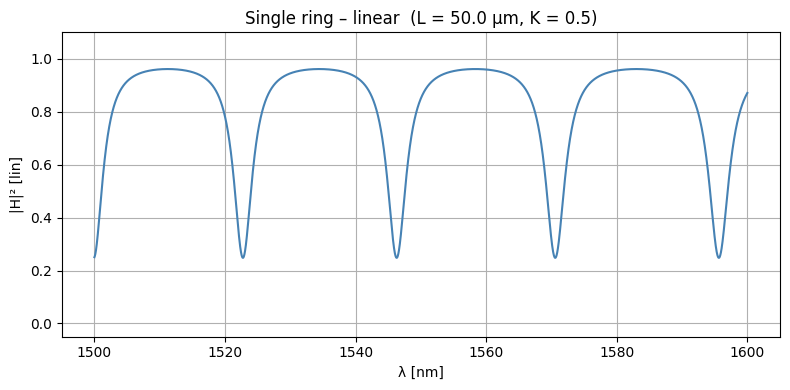 Single ring – linear  (L = 50.0 µm, K = 0.5)
|H|² [lin]
1.0
0.8
0.6
0.4
0.2
0.0
1500 1520 1540 1560 1580 1600
λ [nm]